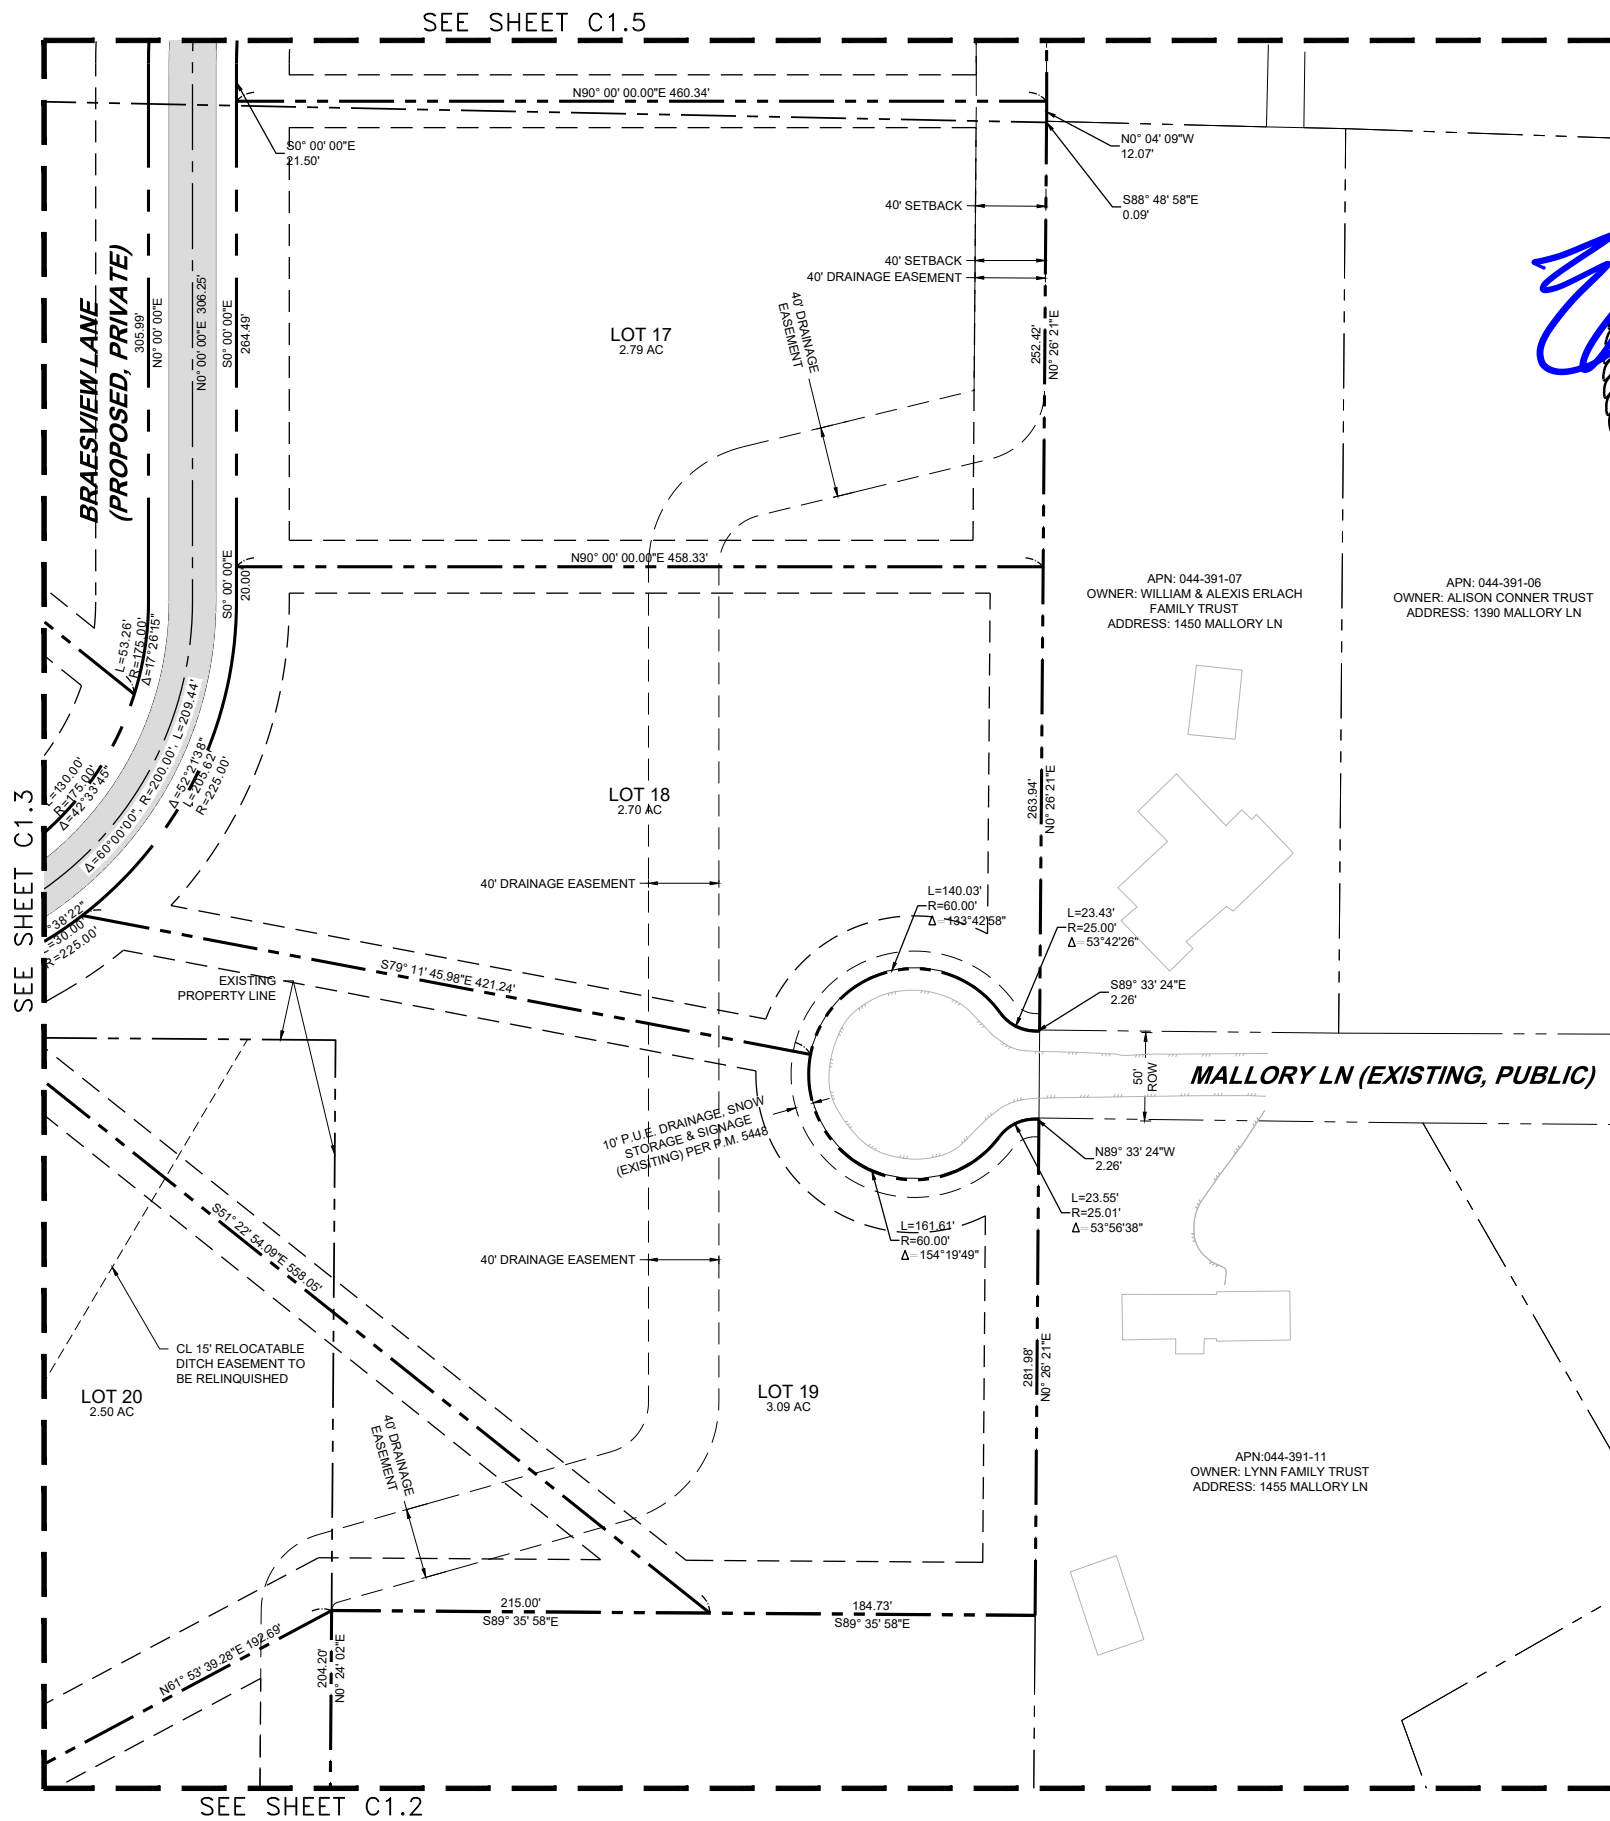 SEE SHEET C1.5
N90° 00' 00.00"E 460.34'
S0° 00' 00"E
21.50'
N0° 04' 09"W
12.07'
S88° 48' 58"E
0.09'
40' SETBACK
40' SETBACK
40' DRAINAGE EASEMENT
40' DRAINAGE
EASEMENT
BRAESVIEW LANE
(PROPOSED, PRIVATE)
305.99'
N0° 00' 00"E
N0° 00' 00"E 306.25'
S0° 00' 00"E
264.49'
LOT 17
2.79 AC
252.42'
N0° 26' 21"E
S0° 00' 00"E
20.00'
N90° 00' 00.00"E 458.33'
APN: 044-391-07
OWNER: WILLIAM & ALEXIS ERLACH
FAMILY TRUST
ADDRESS: 1450 MALLORY LN
APN: 044-391-06
OWNER: ALISON CONNER TRUST
ADDRESS: 1390 MALLORY LN
L=53.26'
R=175.00'
Δ=17°26'15"
Δ=60°00'00", R=200.00', L=209.44'
Δ=52°21'38"
L=205.62'
R=225.00'
L=130.00'
R=175.00'
Δ=42°33'45"
LOT 18
2.70 AC
263.94'
N0° 26' 21"E
SEE SHEET C1.3
40' DRAINAGE EASEMENT
°38'22"
L=30.00'
R=225.00'
L=140.03'
R=60.00'
Δ=133°42'58"
L=23.43'
R=25.00'
Δ=53°42'26"
S79° 11' 45.98"E 421.24'
EXISTING
PROPERTY LINE
S89° 33' 24"E
2.26'
50'
ROW
MALLORY LN (EXISTING, PUBLIC)
10' P.U.E. DRAINAGE, SNOW
STORAGE & SIGNAGE
(EXISITING) PER P.M. 5448
N89° 33' 24"W
2.26'
L=23.55'
R=25.01'
Δ=53°56'38"
L=161.61'
R=60.00'
Δ=154°19'49"
40' DRAINAGE EASEMENT
S51° 22' 54.09"E 558.05'
CL 15' RELOCATABLE
DITCH EASEMENT TO
BE RELINQUISHED
LOT 20
2.50 AC
LOT 19
3.09 AC
281.98'
N0° 26' 21"E
40' DRAINAGE
EASEMENT
APN:044-391-11
OWNER: LYNN FAMILY TRUST
ADDRESS: 1455 MALLORY LN
215.00'
S89° 35' 58"E
184.73'
S89° 35' 58"E
N61° 53' 39.28"E 192.69'
204.20'
N0° 24' 02"E
SEE SHEET C1.2